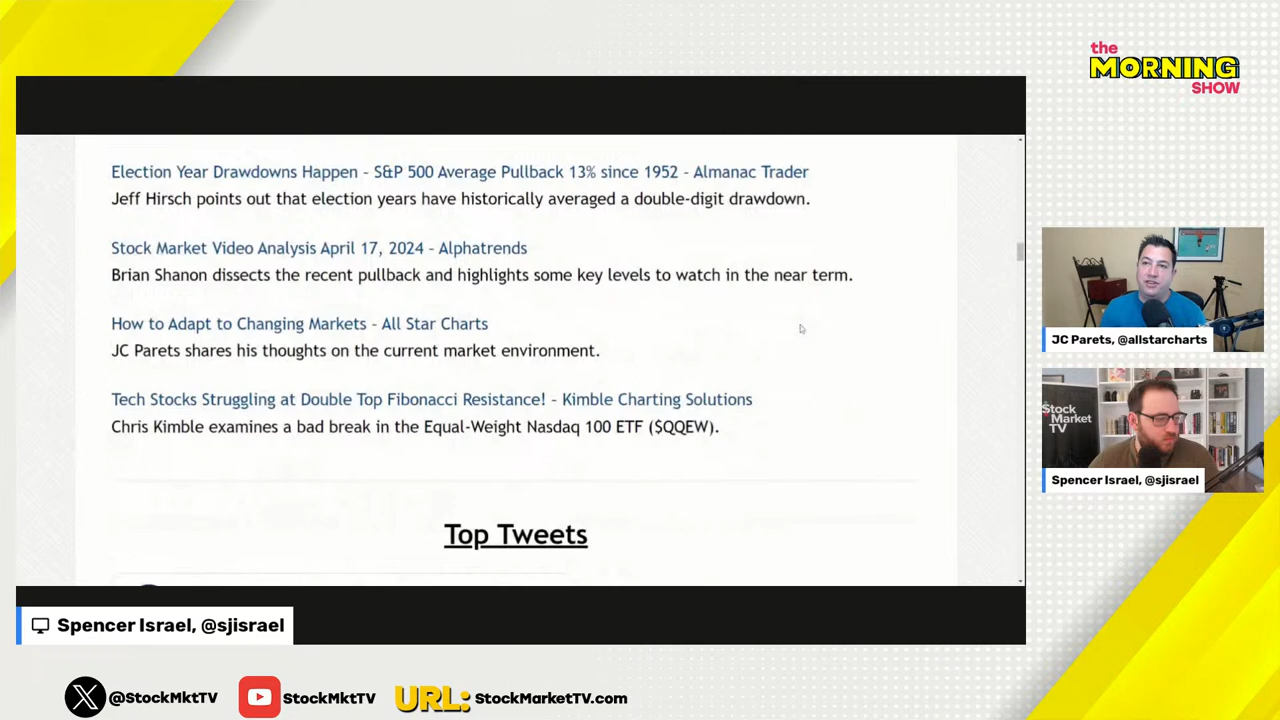 the
MORNING
SHOW
Election Year Drawdowns Happen – S&P 500 Average Pullback 13% since 1952 - Almanac Trader
Jeff Hirsch points out that election years have historically averaged a double-digit drawdown.
Stock Market Video Analysis April 17, 2024 - Alphatrends
Brian Shanon dissects the recent pullback and highlights some key levels to watch in the near term.
How to Adapt to Changing Markets - All Star Charts
JC Parets shares his thoughts on the current market environment.
Tech Stocks Struggling at Double Top Fibonacci Resistance! - Kimble Charting Solutions
Chris Kimble examines a bad break in the Equal-Weight Nasdaq 100 ETF ($QQEW).
Top Tweets
JC Parets, @allstarcharts
Stock
Market
TV
Spencer Israel, @sjisrael
Spencer Israel, @sjisrael
@StockMktTV
StockMktTV
URL: StockMarketTV.com